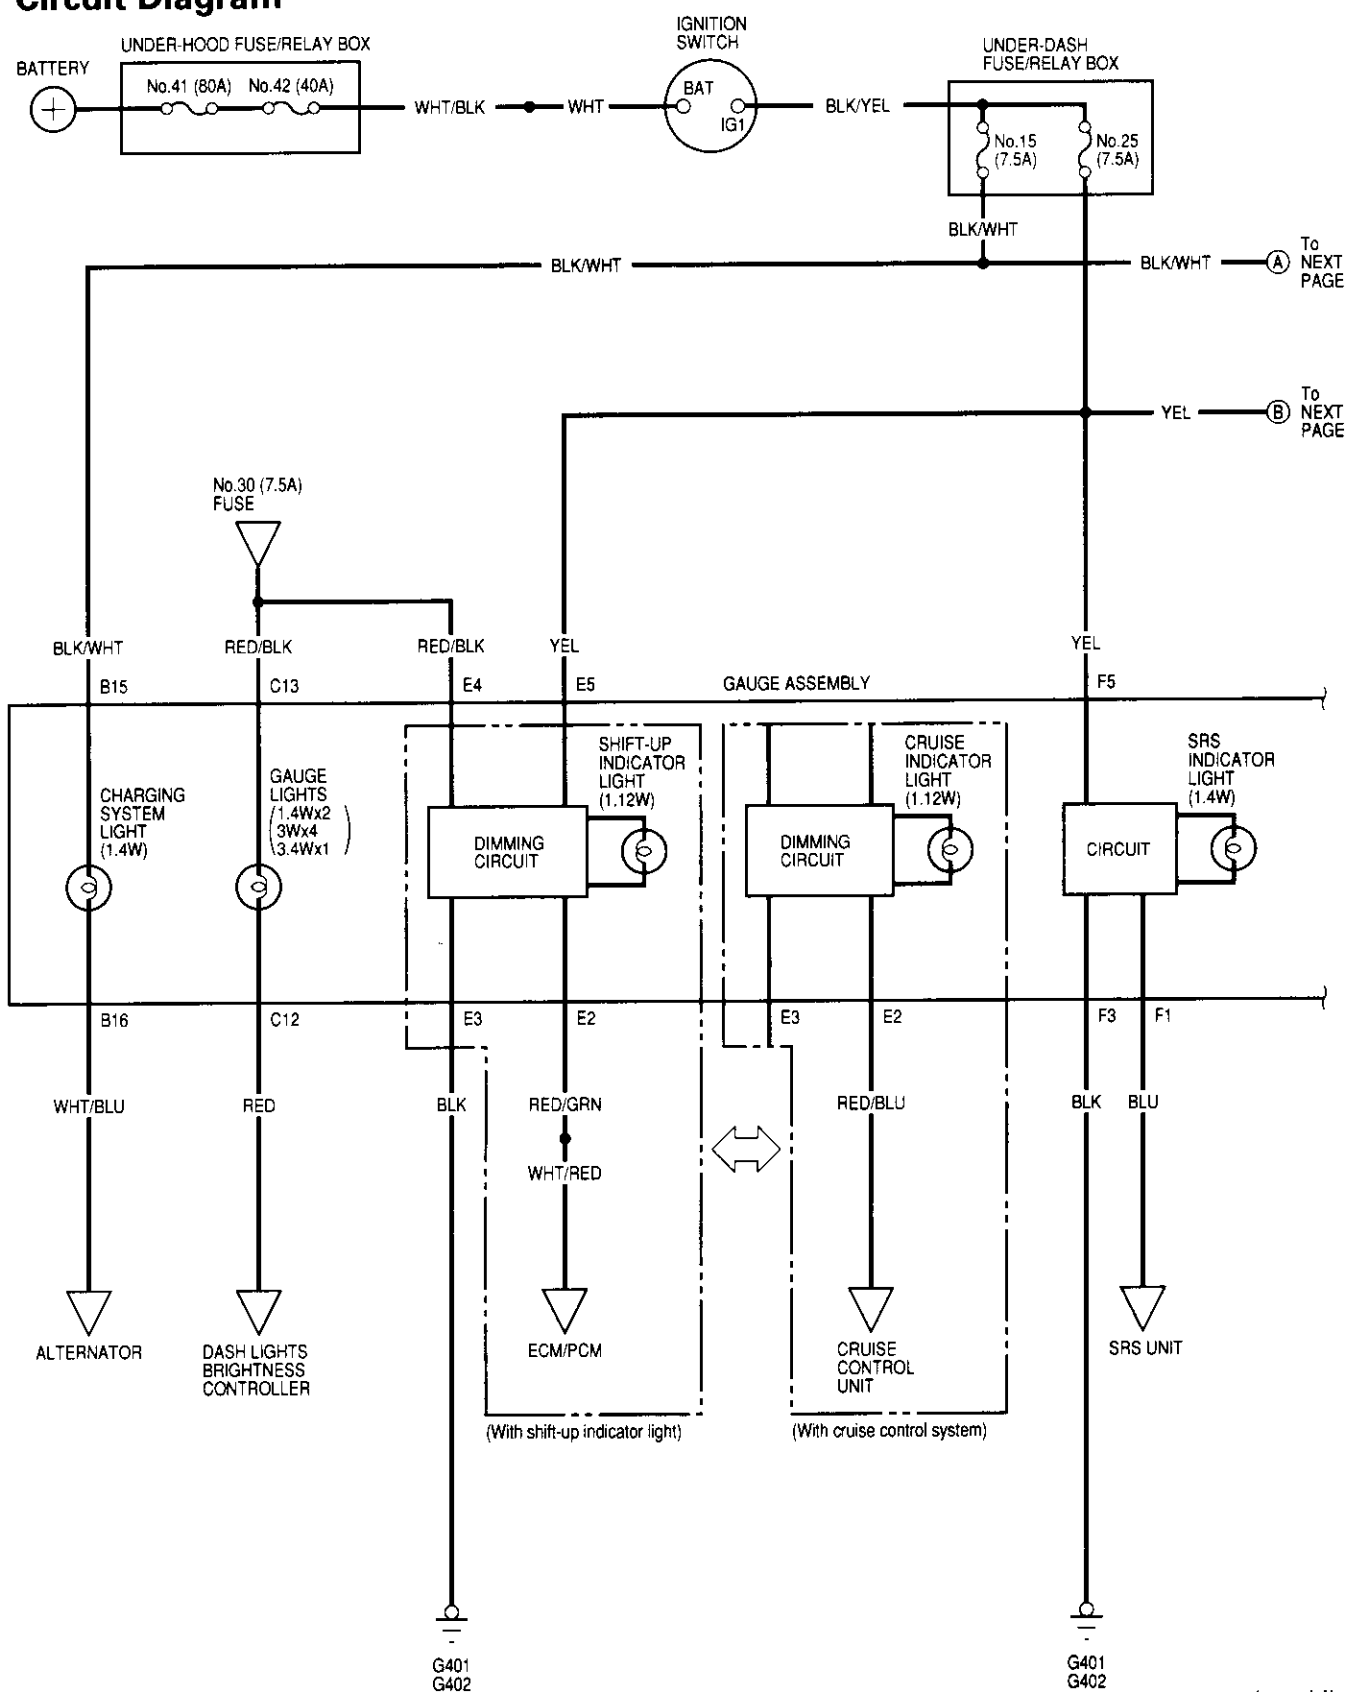 Circuit Diagram
IGNITION
SWITCH
UNDER-HOOD FUSE/RELAY BOX
UNDER-DASH
FUSE/RELAY BOX
BATTERY
No.41 (80A) No.42 (40A)
BAT
WHT/BLK
WHT
BLK/YEL
IG1
No.15
(7.5A)
No.25
(7.5A)
BLK/WHT
BLK/WHT
BLK/WHT
A
To
NEXT
PAGE
YEL
B
To
NEXT
PAGE
No.30 (7.5A)
FUSE
BLK/WHT
RED/BLK
RED/BLK
YEL
YEL
B15
C13
E4
E5
GAUGE ASSEMBLY
F5
CHARGING
SYSTEM
LIGHT
(1.4W)
GAUGE
LIGHTS
(1.4Wx2
3Wx4
3.4Wx1)
SHIFT-UP
INDICATOR
LIGHT
(1.12W)
DIMMING
CIRCUIT
CRUISE
INDICATOR
LIGHT
(1.12W)
DIMMING
CIRCUIT
SRS
INDICATOR
LIGHT
(1.4W)
CIRCUIT
B16
C12
E3
E2
E3
E2
F3
F1
WHT/BLU
RED
BLK
RED/GRN
RED/BLU
BLK
BLU
WHT/RED
ALTERNATOR
DASH LIGHTS
BRIGHTNESS
CONTROLLER
ECM/PCM
CRUISE
CONTROL
UNIT
SRS UNIT
(With shift-up indicator light)
(With cruise control system)
G401
G402
G401
G402